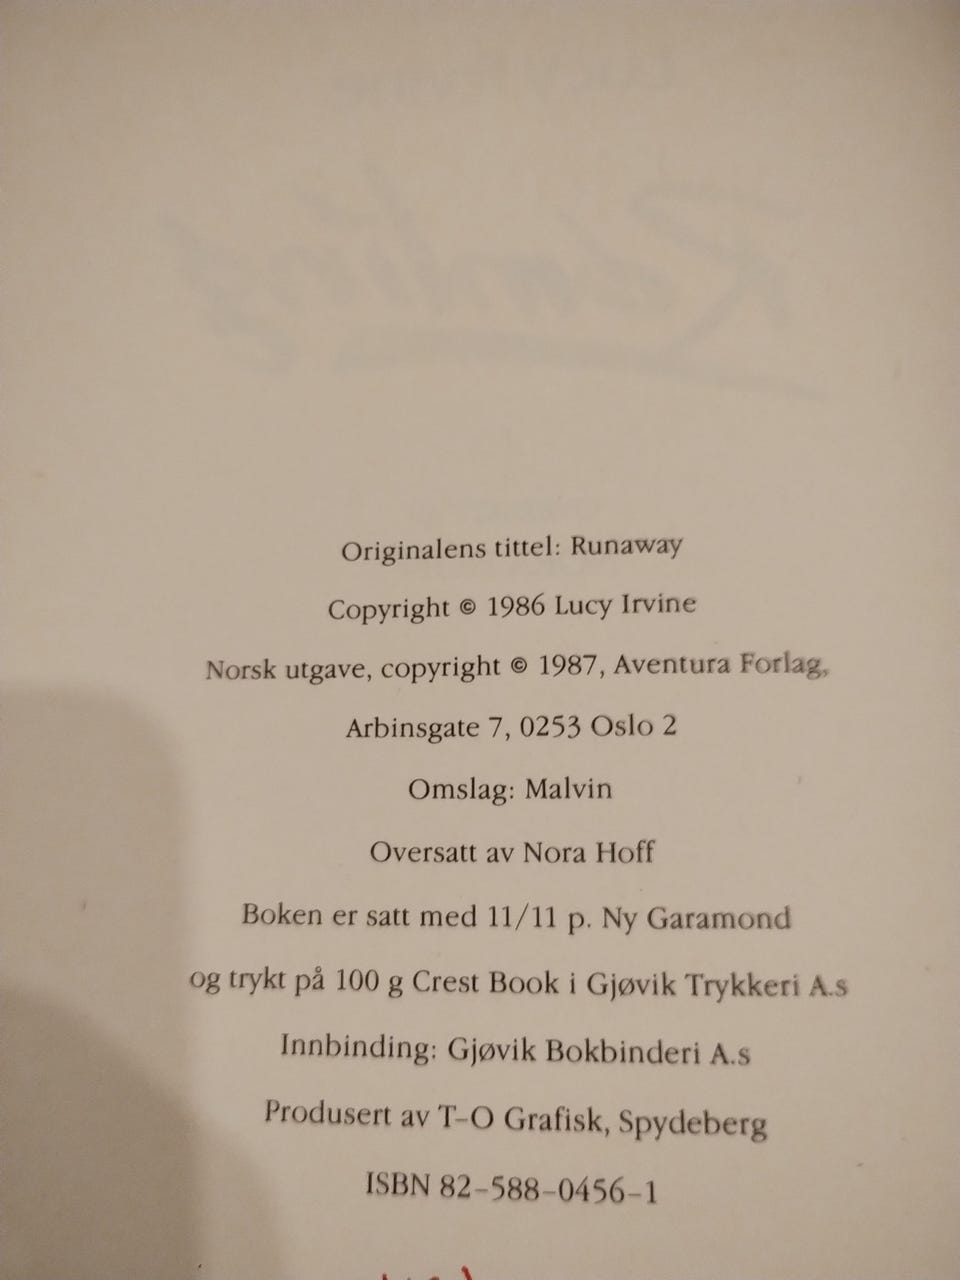 Originalens tittel: Runaway
Copyright © 1986 Lucy Irvine
Norsk utgave, copyright © 1987, Aventura Forlag,
Arbinsgate 7, 0253 Oslo 2
Omslag: Malvin
Oversatt av Nora Hoff
Boken er satt med 11/11 p. Ny Garamond
og trykt på 100 g Crest Book i Gjøvik Trykkeri A.s
Innbinding: Gjøvik Bokbinderi A.s
Produsert av T-O Grafisk, Spydeberg
ISBN 82-588-0456-1